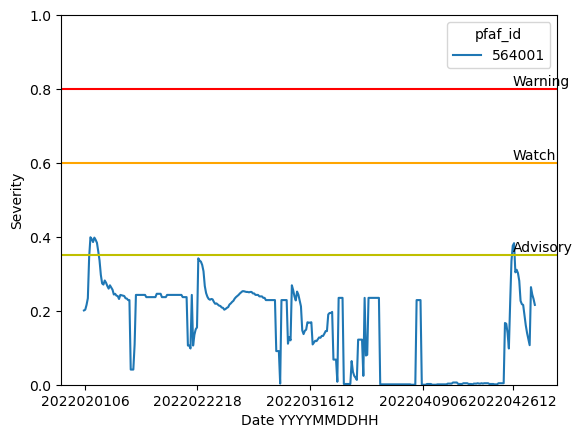 1.0
0.8
0.6
0.4
0.2
0.0
Severity
pfaf_id
564001
Warning
Watch
Advisory
2022020106
2022022218
2022031612
2022040906
2022042612
Date YYYYMMDDHH